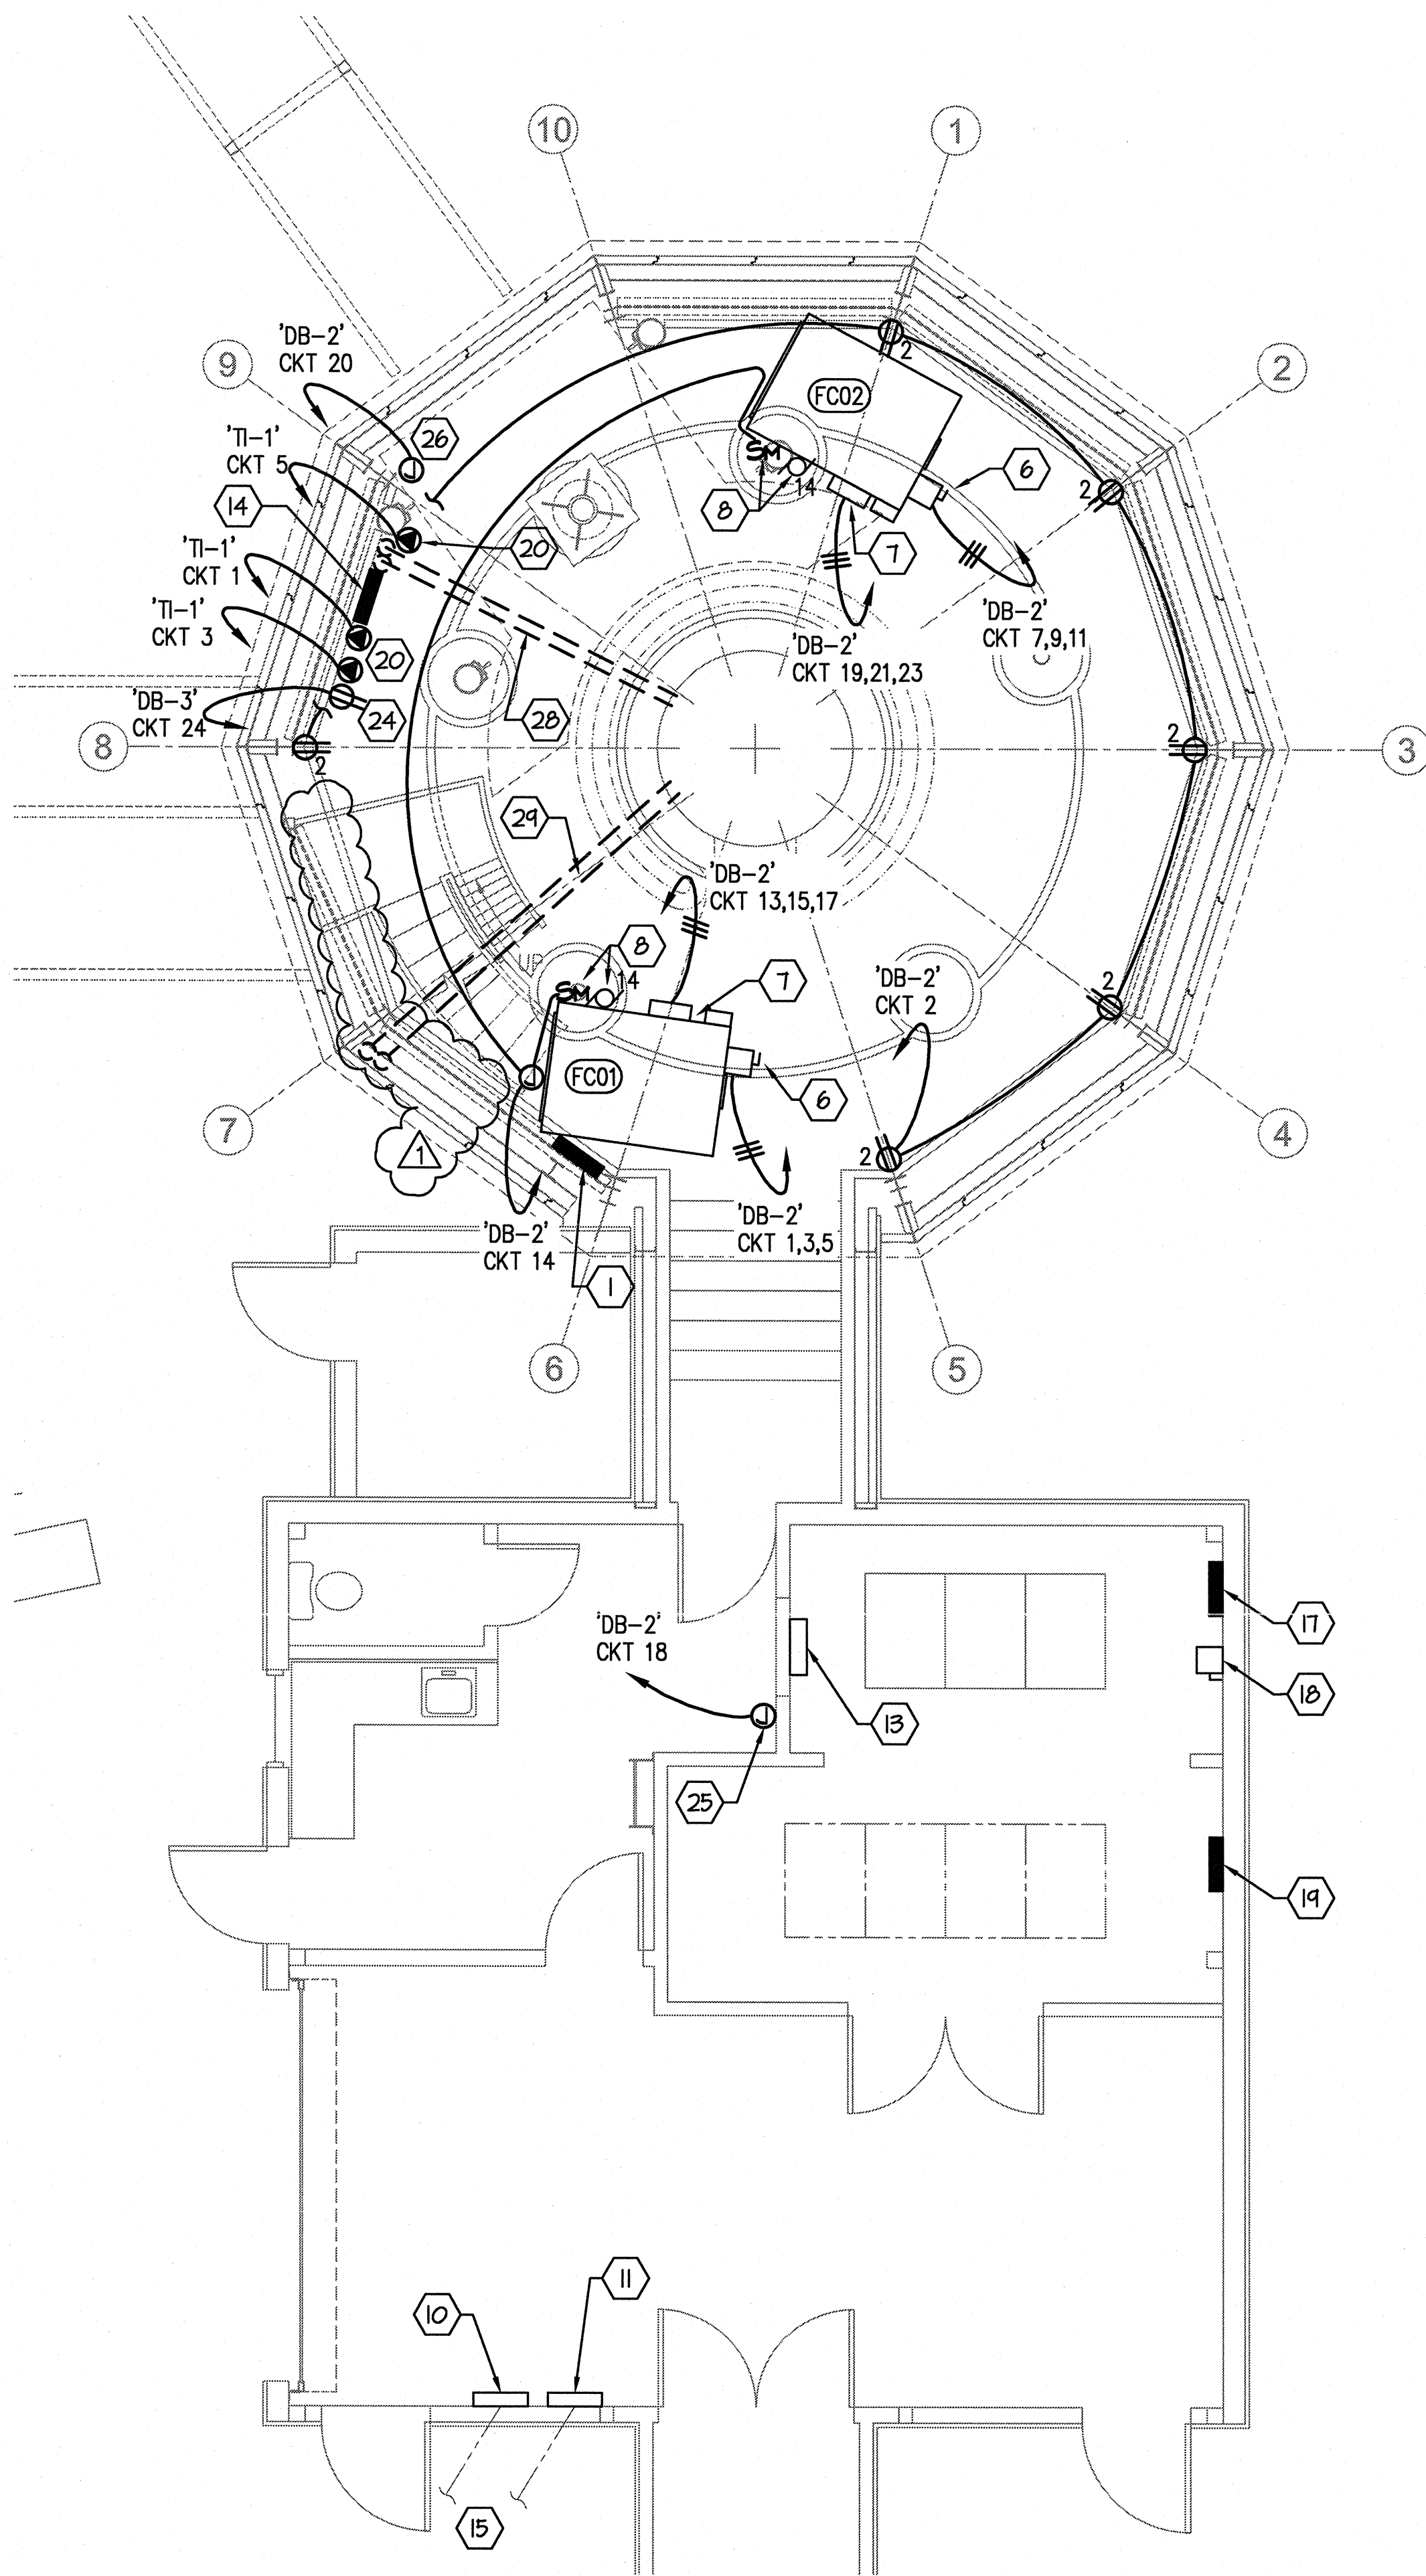 10
1
'DB-2'
CKT 20
9
2
26
'TI-1'
CKT 5
14
FC02
SM
14
6
8
2
2
20
7
'TI-1'
CKT 1
'TI-1'
CKT 3
20
'DB-2'
CKT 7,9,11
'DB-2'
CKT 19,21,23
'DB-3'
CKT 24
24
28
8
2
2
3
29
'DB-2'
CKT 13,15,17
UP
8
7
SM
14
'DB-2'
CKT 2
2
FC01
6
7
1
4
2
'DB-2'
CKT 14
'DB-2'
CKT 1,3,5
1
6
5
'DB-2'
CKT 18
17
18
13
25
19
11
10
15